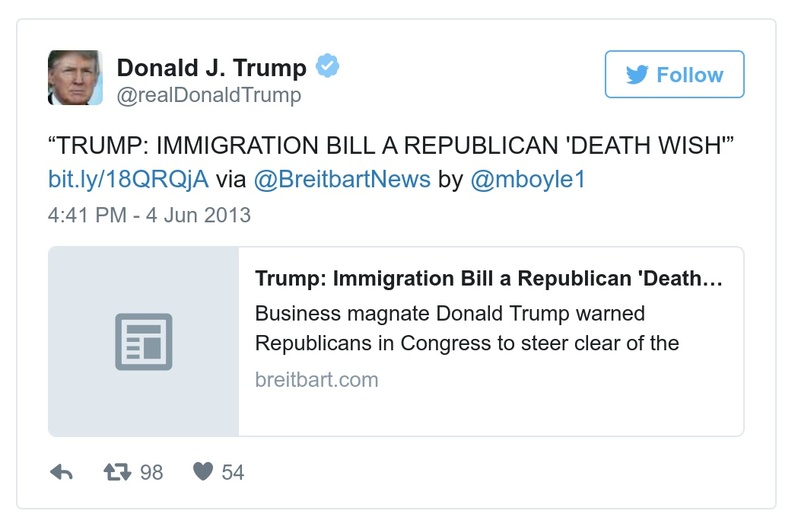 Donald J. Trump
@realDonaldTrump
Follow
“TRUMP: IMMIGRATION BILL A REPUBLICAN 'DEATH WISH'”
bit.ly/18QRQjA via @BreitbartNews by @mboyle1
4:41 PM - 4 Jun 2013
Trump: Immigration Bill a Republican 'Death…
Business magnate Donald Trump warned
Republicans in Congress to steer clear of the
breitbart.com
98 54